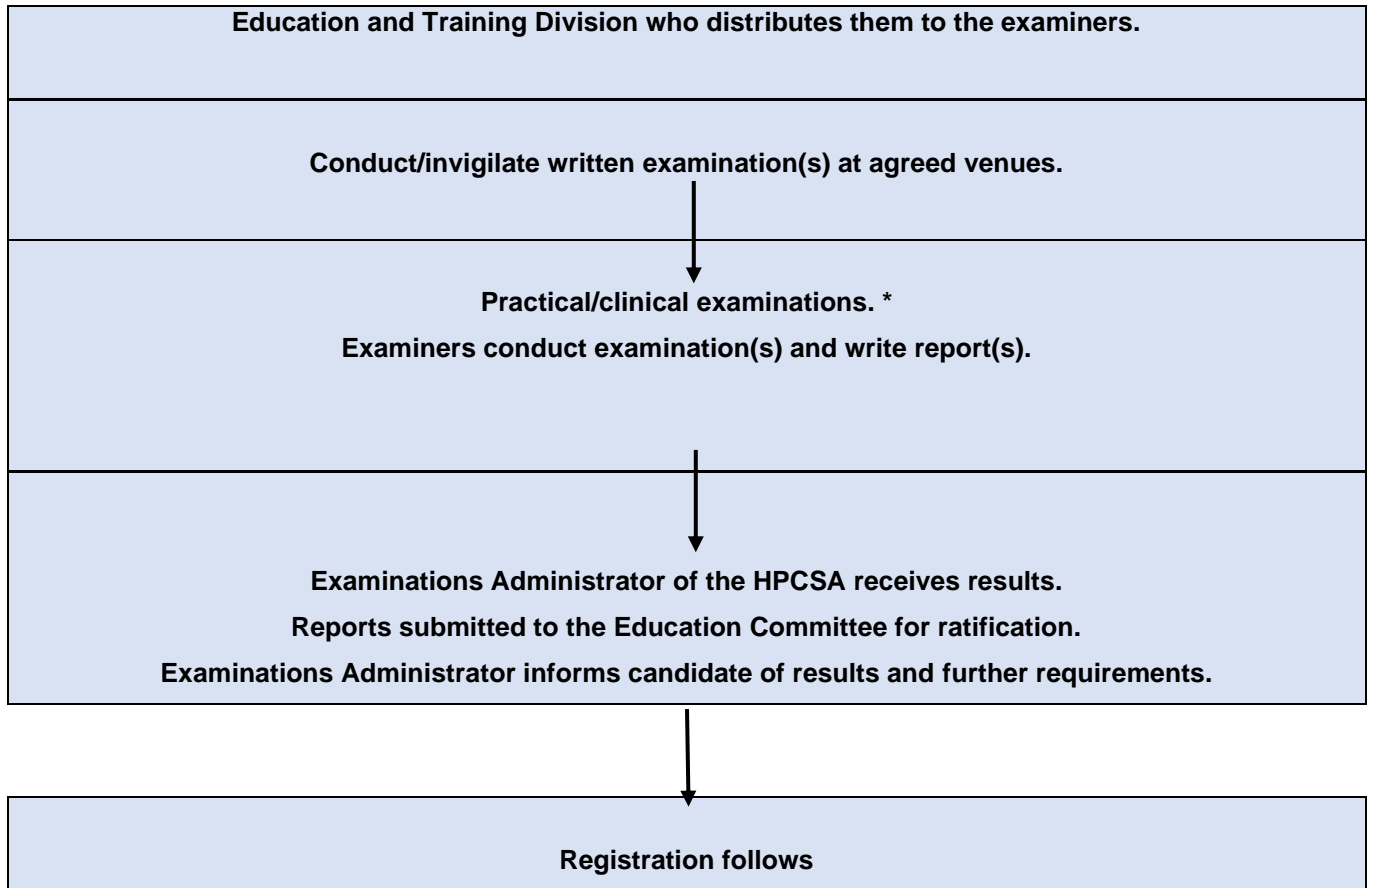 Education and Training Division who distributes them to the examiners.
Conduct/invigilate written examination(s) at agreed venues.
Practical/clinical examinations. *
Examiners conduct examination(s) and write report(s).
Examinations Administrator of the HPCSA receives results.
Reports submitted to the Education Committee for ratification.
Examinations Administrator informs candidate of results and further requirements.
Registration follows